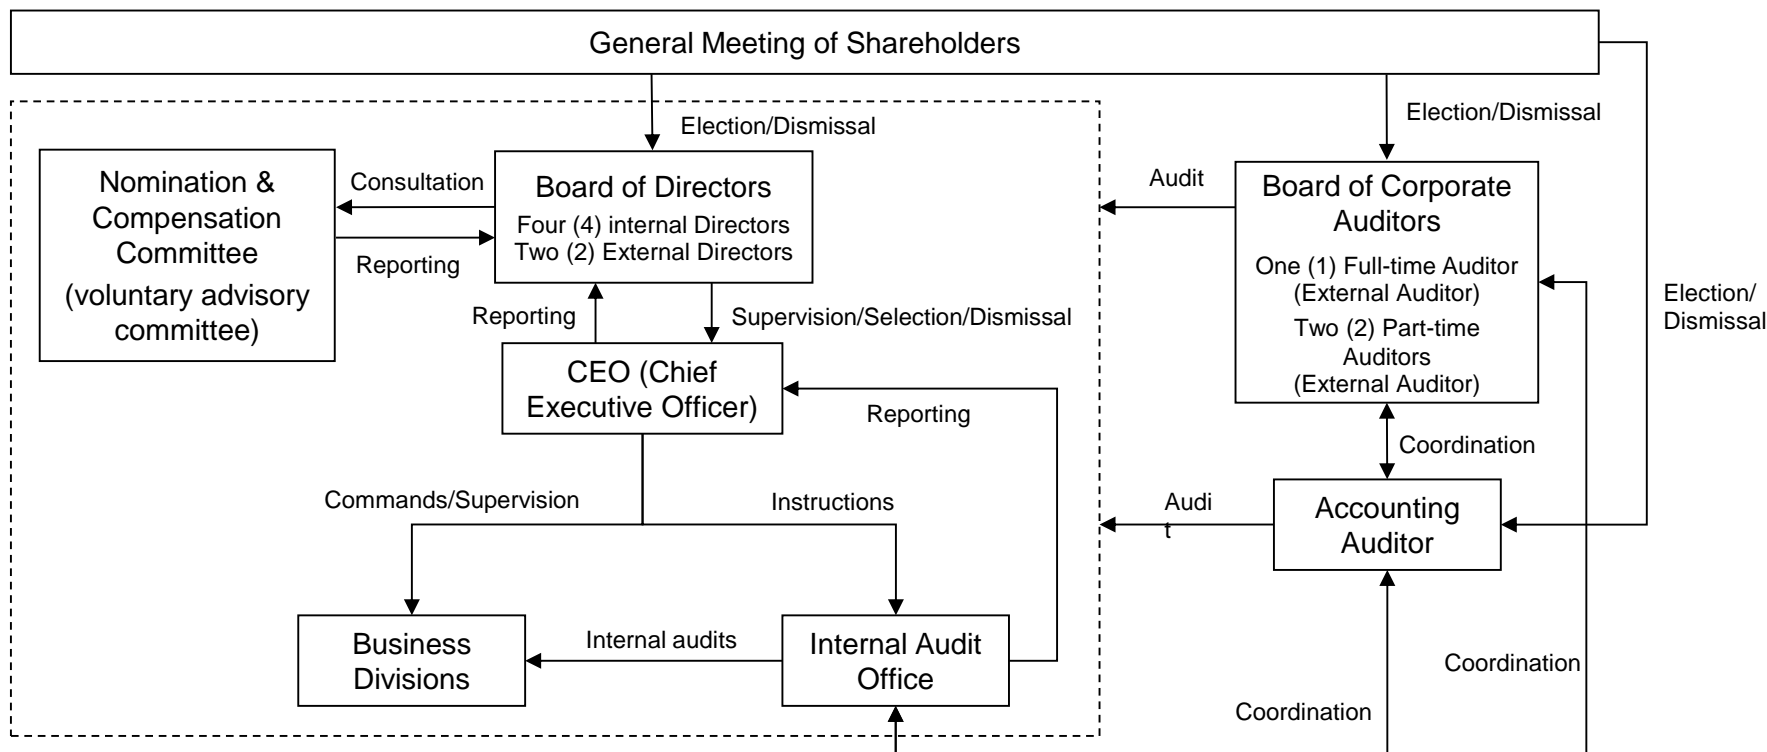 General Meeting of Shareholders
Election/Dismissal
Election/Dismissal
Nomination &
Compensation
Committee
(voluntary advisory
committee)
Consultation
Reporting
Board of Directors
Four (4) internal Directors
Two (2) External Directors
Audit
Board of Corporate
Auditors
One (1) Full-time Auditor
(External Auditor)
Two (2) Part-time
Auditors
(External Auditor)
Election/
Dismissal
Reporting
Supervision/Selection/Dismissal
CEO (Chief
Executive Officer)
Reporting
Coordination
Commands/Supervision
Instructions
Audi
t
Accounting
Auditor
Business
Divisions
Internal audits
Internal Audit
Office
Coordination
Coordination